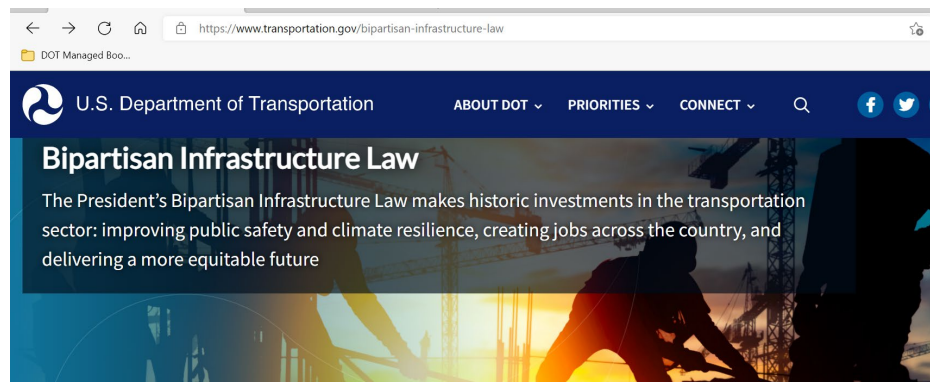 https://www.transportation.gov/bipartisan-infrastructure-law
DOT Managed Boo...
U.S. Department of Transportation ABOUT DOT PRIORITIES CONNECT
Bipartisan Infrastructure Law
The President’s Bipartisan Infrastructure Law makes historic investments in the transportation
sector: improving public safety and climate resilience, creating jobs across the country, and
delivering a more equitable future